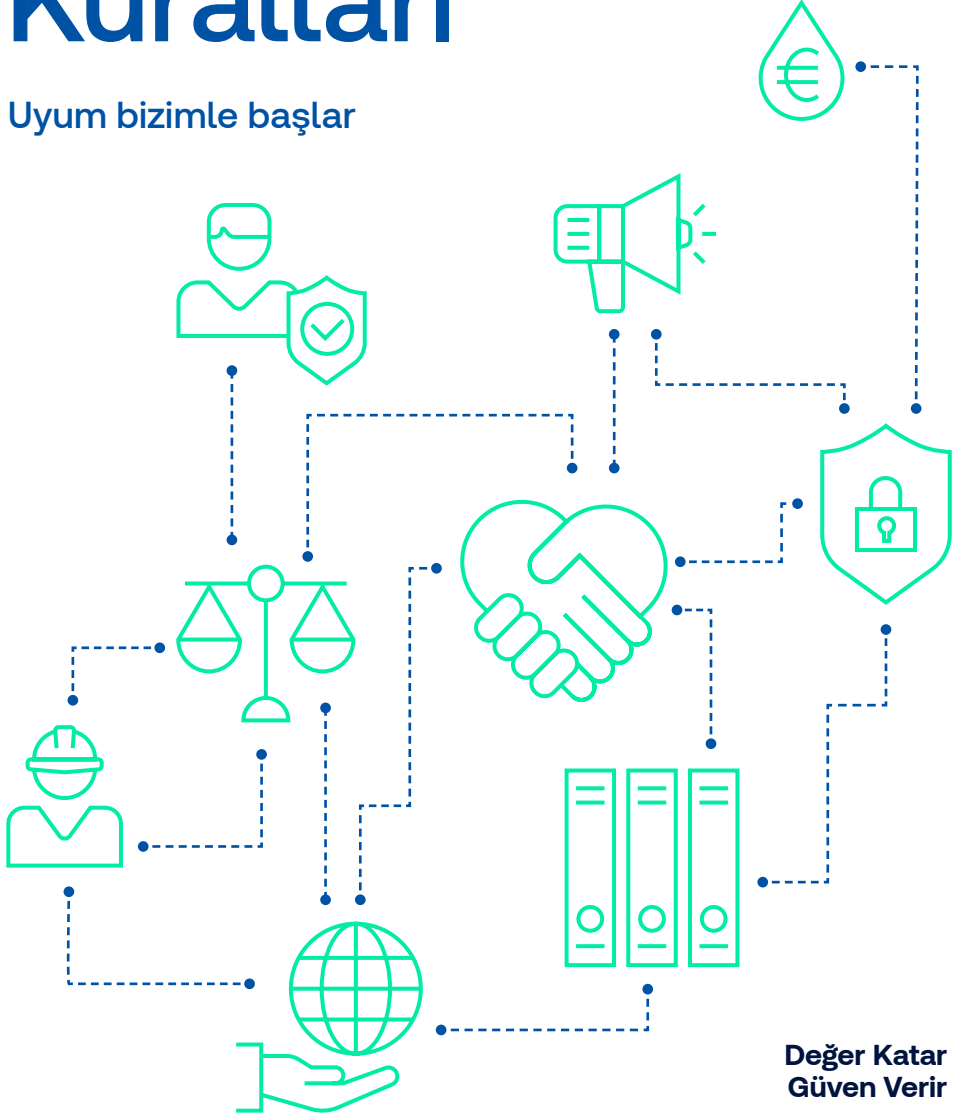 Kuralları
Uyum bizimle başlar
€
Değer Katar
Güven Verir